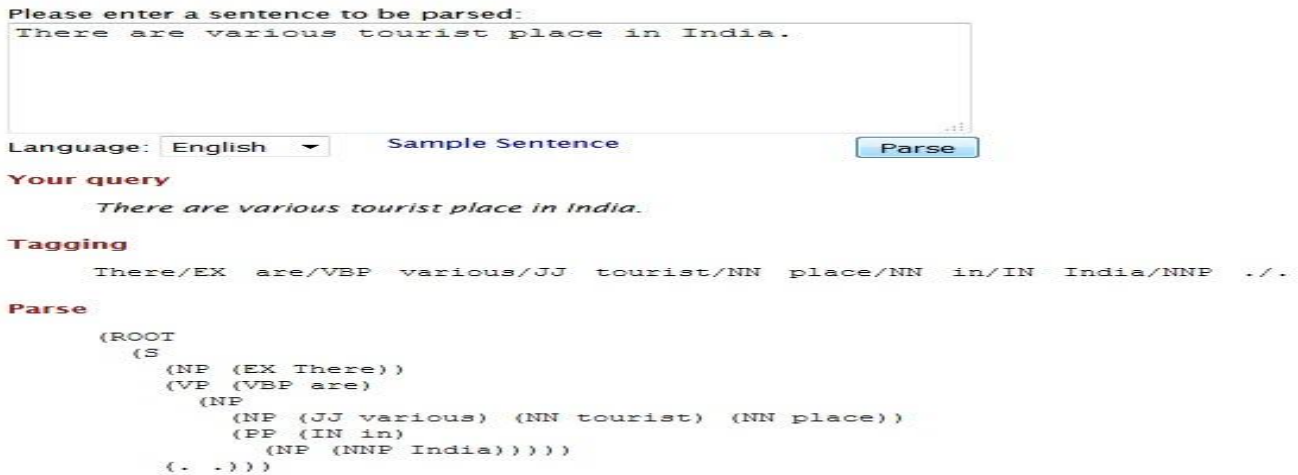 Please enter a sentence to be parsed:
There are various tourist place in India.
Language: English Sample Sentence Parse
Your query
There are various tourist place in India.
Tagging
There/EX are/VBP various/JJ tourist/NN place/NN in/IN India/NNP ./.
Parse
(ROOT
(S
(NP (EX There))
(VP (VBP are)
(NP
(NP (JJ various) (NN tourist) (NN place))
(PP (IN in)
(NP (NNP India)))))
(. .)))